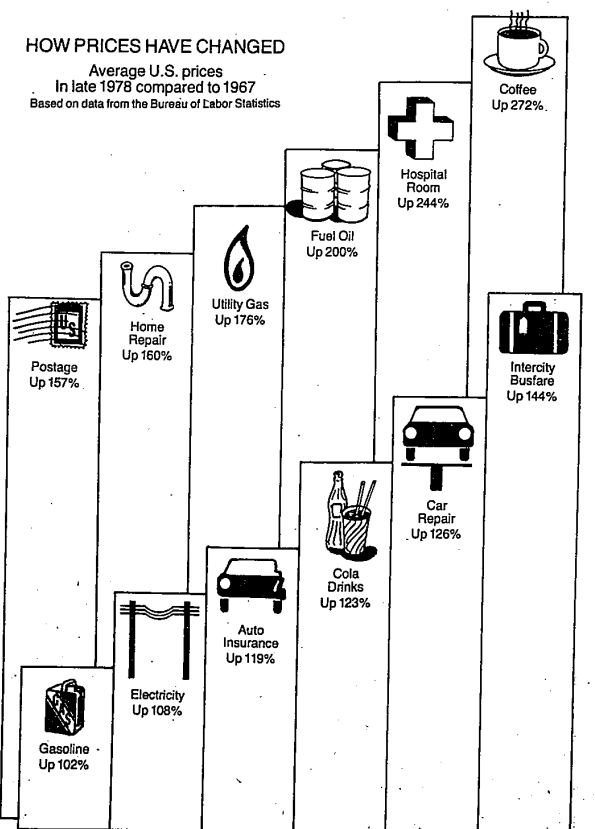 HOW PRICES HAVE CHANGED
Average U.S. prices
In late 1978 compared to 1967
Based on data from the Bureau of Labor Statistics
Coffee
Up 272%
Hospital
Room
Up 244%
Fuel Oil
Up 200%
Utility Gas
Up 176%
Home
Repair
Up 160%
US
Postage
Up 157%
Intercity
Busfare
Up 144%
Car
Repair
Up 126%
Cola
Drinks
Up 123%
Auto
Insurance
Up 119%
Electricity
Up 108%
GAS
Gasoline
Up 102%